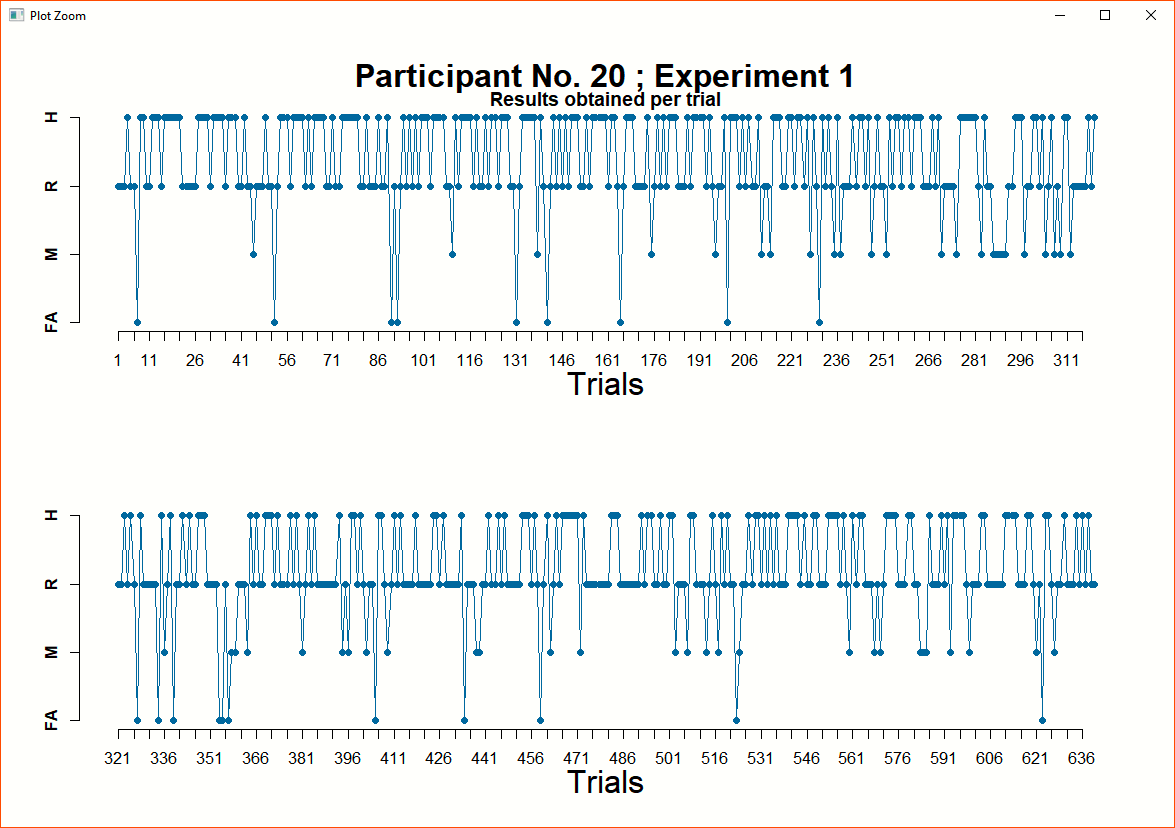 Plot Zoom
Participant No. 20 ; Experiment 1
Results obtained per trial
H
R
M
FA
1 11 26 41 56 71 86 101 116 131 146 161 176 191 206 221 236 251 266 281 296 311
Trials
H
R
M
FA
321 336 351 366 381 396 411 426 441 456 471 486 501 516 531 546 561 576 591 606 621 636
Trials